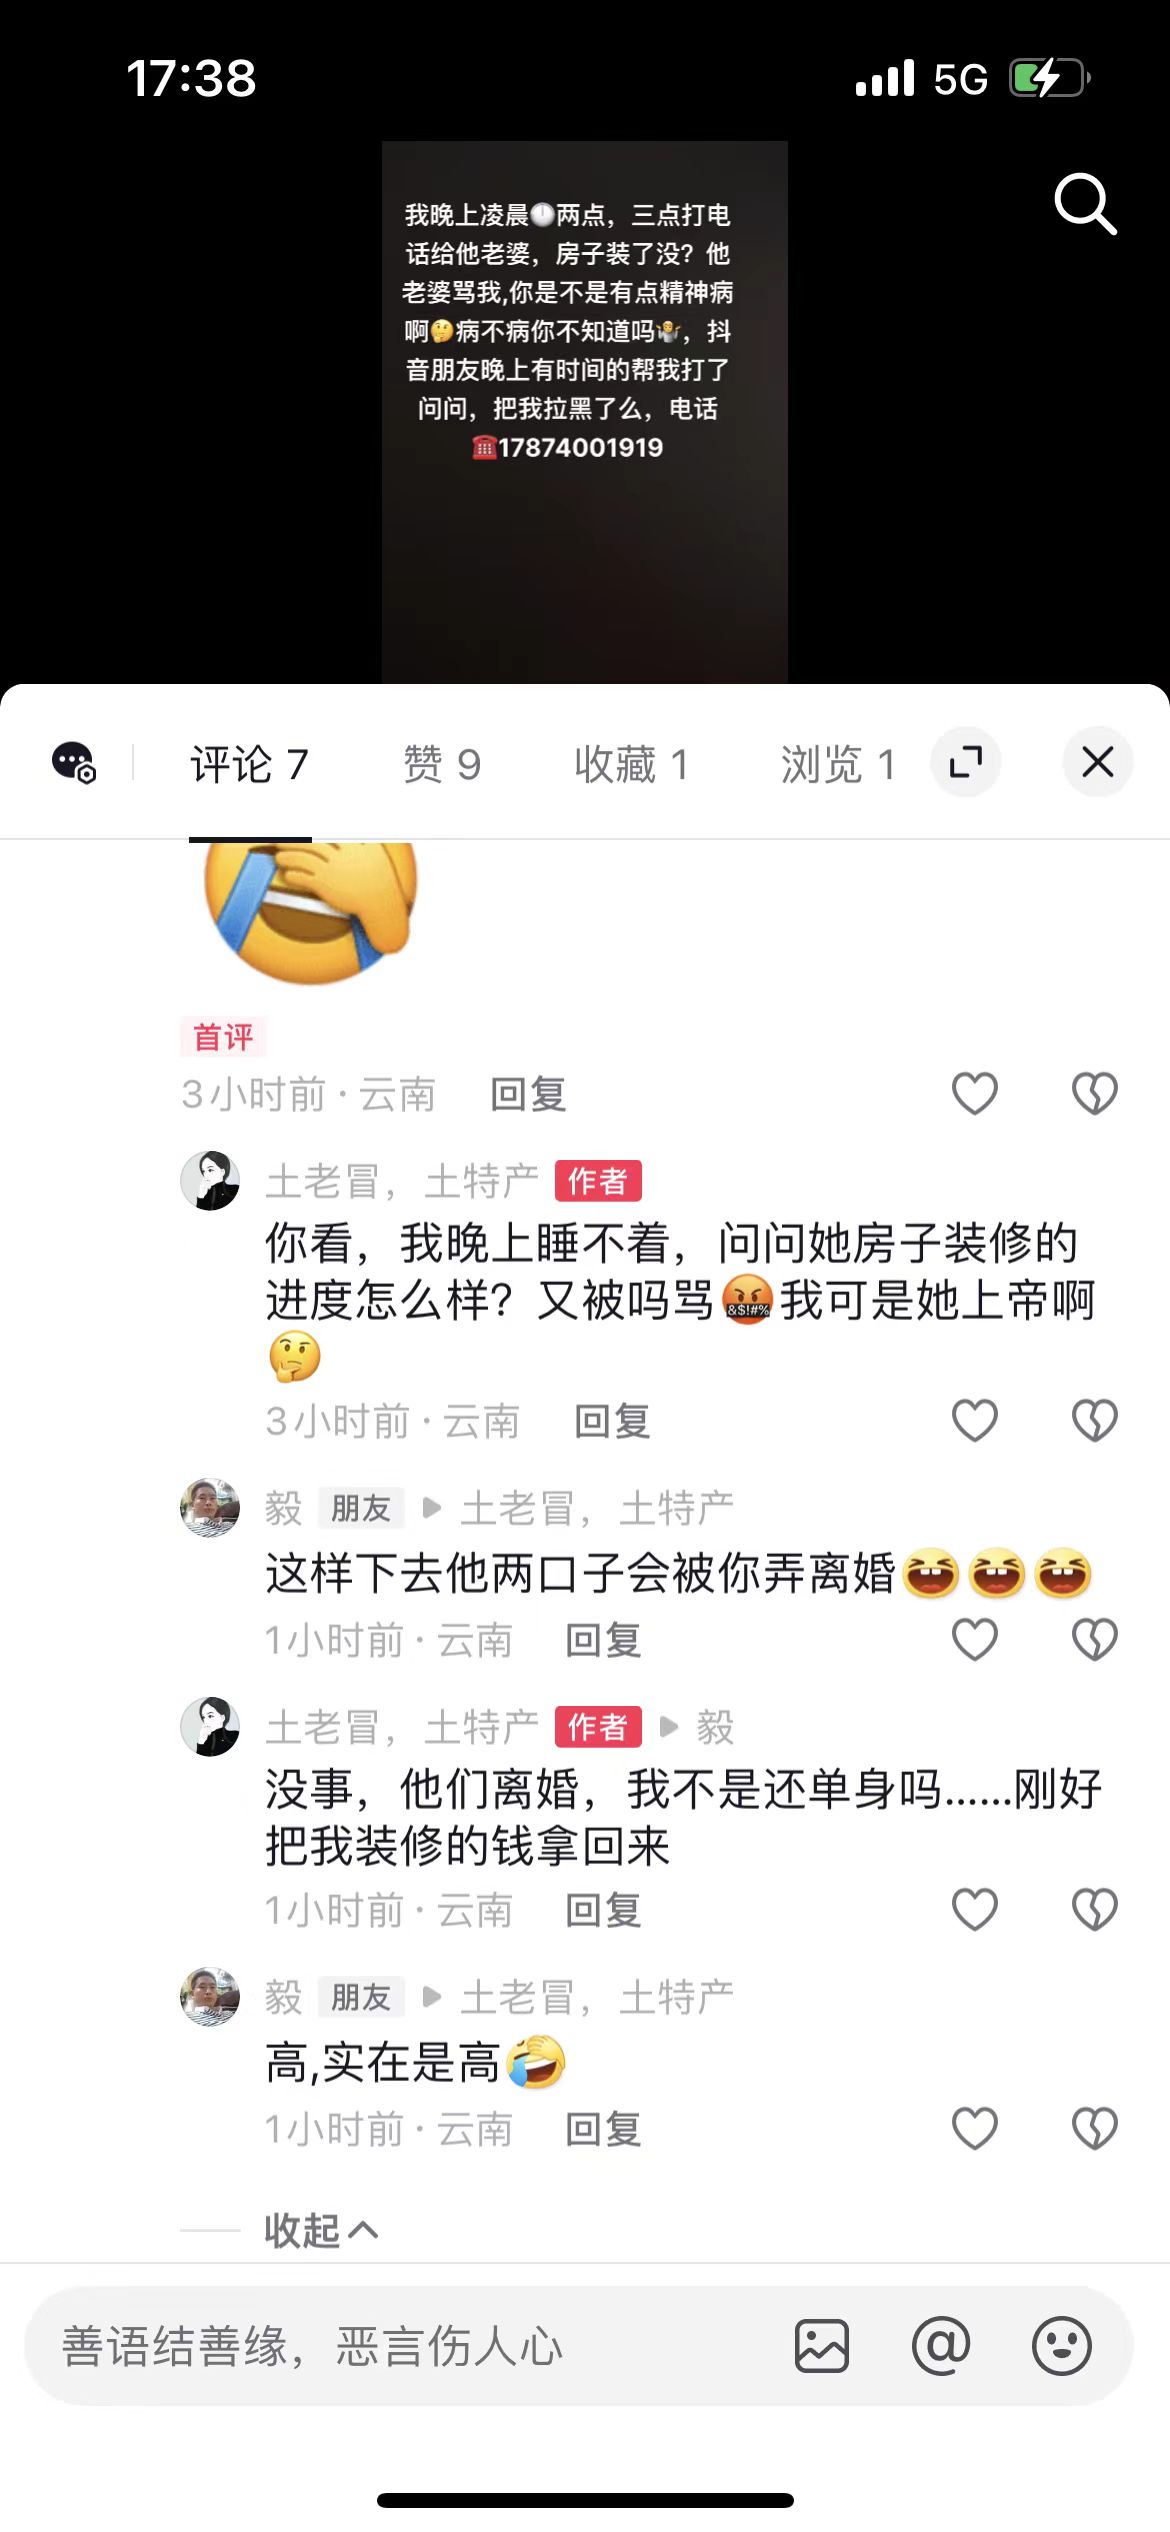 17:38
5G
我晚上凌晨🕛两点，三点打电
话给他老婆，房子装了没？他
老婆骂我,你是不是有点精神病
啊🤔病不病你不知道吗🤷，抖
音朋友晚上有时间的帮我打了
问问，把我拉黑了么，电话
☎️17874001919
评论 7 赞 9 收藏 1 浏览 1
首评
3小时前 · 云南 回复
土老冒，土特产 作者
你看，我晚上睡不着，问问她房子装修的
进度怎么样？又被吗骂🤬我可是她上帝啊
🤔
3小时前 · 云南 回复
毅 朋友 ▶ 土老冒，土特产
这样下去他两口子会被你弄离婚😆😆😆
1小时前 · 云南 回复
土老冒，土特产 作者 ▶ 毅
没事，他们离婚，我不是还单身吗......刚好
把我装修的钱拿回来
1小时前 · 云南 回复
毅 朋友 ▶ 土老冒，土特产
高,实在是高
1小时前 · 云南 回复
收起
善语结善缘，恶言伤人心